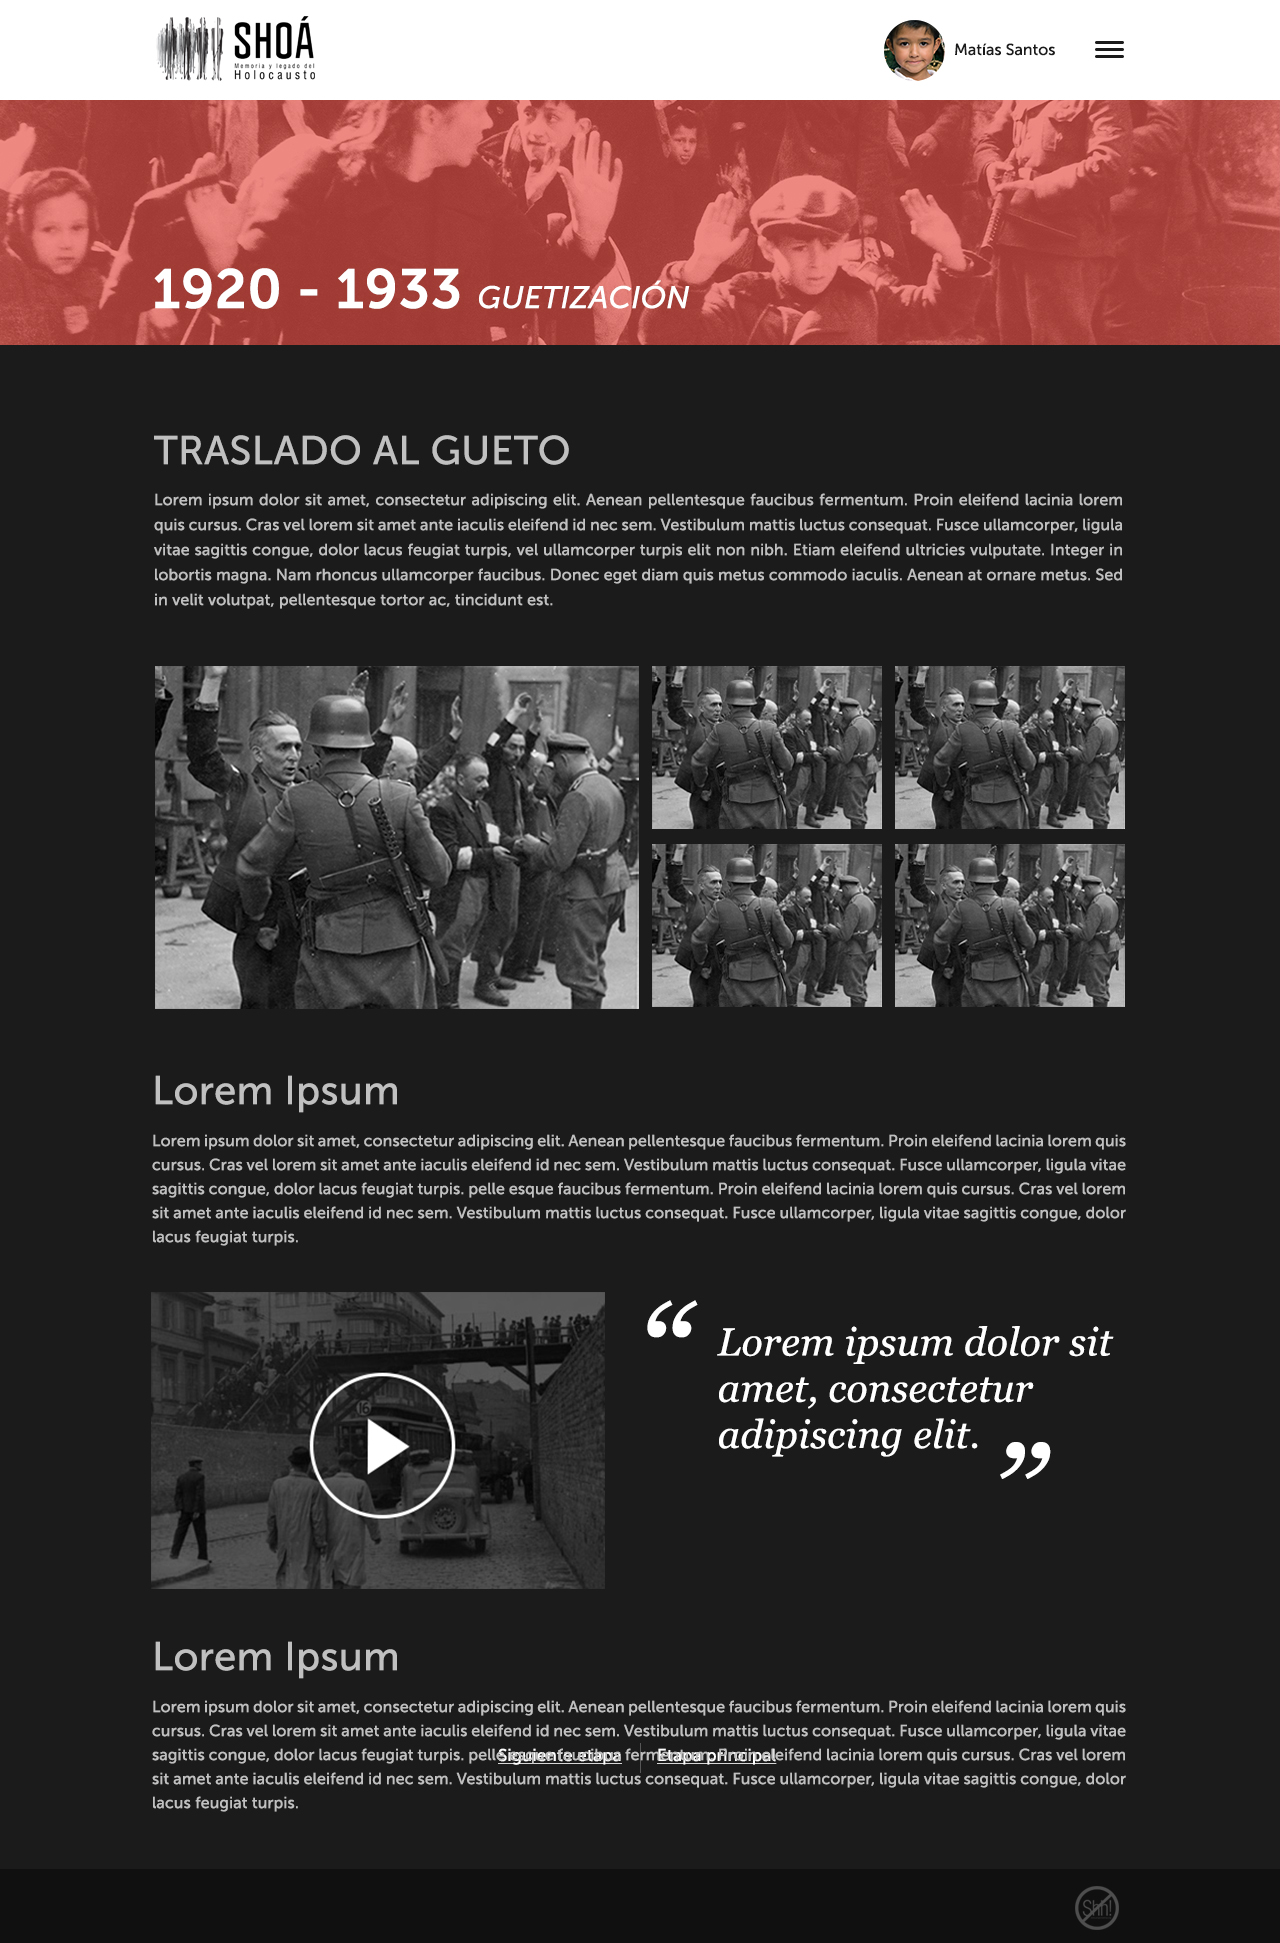 SHOÁ
Memoria y legado del
Holocausto
Matías Santos
1920 - 1933 GUETIZACIÓN
TRASLADO AL GUETO
Lorem ipsum dolor sit amet, consectetur adipiscing elit. Aenean pellentesque faucibus fermentum. Proin eleifend lacinia lorem
quis cursus. Cras vel lorem sit amet ante iaculis eleifend id nec sem. Vestibulum mattis luctus consequat. Fusce ullamcorper, ligula
vitae sagittis congue, dolor lacus feugiat turpis, vel ullamcorper turpis elit non nibh. Etiam eleifend ultricies vulputate. Integer in
lobortis magna. Nam rhoncus ullamcorper faucibus. Donec eget diam quis metus commodo iaculis. Aenean at ornare metus. Sed
in velit volutpat, pellentesque tortor ac, tincidunt est.
Lorem Ipsum
Lorem ipsum dolor sit amet, consectetur adipiscing elit. Aenean pellentesque faucibus fermentum. Proin eleifend lacinia lorem quis
cursus. Cras vel lorem sit amet ante iaculis eleifend id nec sem. Vestibulum mattis luctus consequat. Fusce ullamcorper, ligula vitae
sagittis congue, dolor lacus feugiat turpis. pelle esque faucibus fermentum. Proin eleifend lacinia lorem quis cursus. Cras vel lorem
sit amet ante iaculis eleifend id nec sem. Vestibulum mattis luctus consequat. Fusce ullamcorper, ligula vitae sagittis congue, dolor
lacus feugiat turpis.
16
“ Lorem ipsum dolor sit
amet, consectetur
adipiscing elit. ”
Lorem Ipsum
Lorem ipsum dolor sit amet, consectetur adipiscing elit. Aenean pellentesque faucibus fermentum. Proin eleifend lacinia lorem quis
cursus. Cras vel lorem sit amet ante iaculis eleifend id nec sem. Vestibulum mattis luctus consequat. Fusce ullamcorper, ligula vitae
sagittis congue, dolor lacus feugiat turpis. pelle esque faucibus fermentum. Proin eleifend lacinia lorem quis cursus. Cras vel lorem
Siguiente etapa Etapa principal
sit amet ante iaculis eleifend id nec sem. Vestibulum mattis luctus consequat. Fusce ullamcorper, ligula vitae sagittis congue, dolor
lacus feugiat turpis.
Shh!